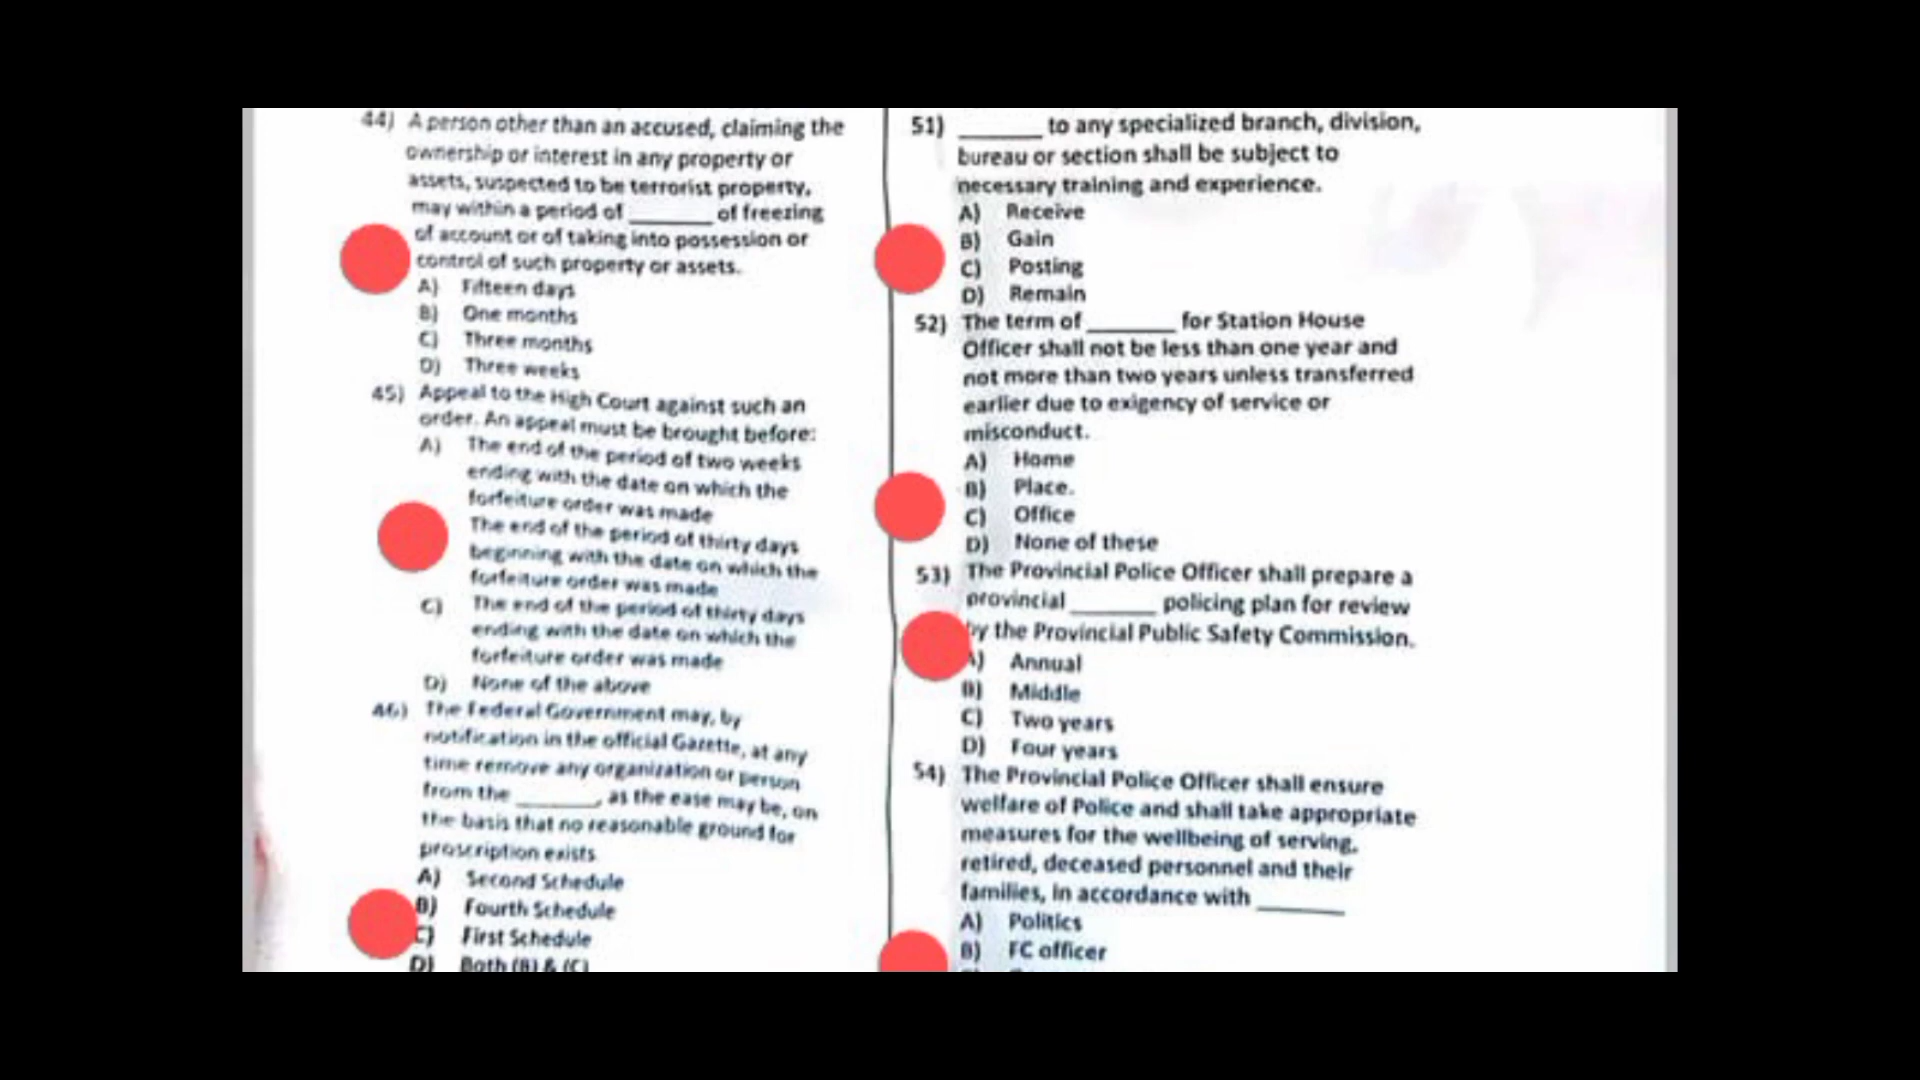 44) A person other than an accused, claiming the
ownership or interest in any property or
assets, suspected to be terrorist property,
may within a period of ________ of freezing
of account or of taking into possession or
control of such property or assets.
A) Fifteen days
B) One months
C) Three months
D) Three weeks
45) Appeal to the High Court against such an
order. An appeal must be brought before:
A) The end of the period of two weeks
ending with the date on which the
forfeiture order was made
The end of the period of thirty days
beginning with the date on which the
forfeiture order was made
C) The end of the period of thirty days
ending with the date on which the
forfeiture order was made
D) None of the above
46) The Federal Government may, by
notification in the official Gazette, at any
time remove any organization or person
from the ________, as the ease may be, on
the basis that no reasonable ground for
proscription exists
A) Second Schedule
B) Fourth Schedule
C) First Schedule
D) Both (B) & (C)
51) ________ to any specialized branch, division,
bureau or section shall be subject to
necessary training and experience.
A) Receive
B) Gain
C) Posting
D) Remain
52) The term of ________ for Station House
Officer shall not be less than one year and
not more than two years unless transferred
earlier due to exigency of service or
misconduct.
A) Home
B) Place.
C) Office
D) None of these
53) The Provincial Police Officer shall prepare a
provincial ________ policing plan for review
by the Provincial Public Safety Commission.
A) Annual
B) Middle
C) Two years
D) Four years
54) The Provincial Police Officer shall ensure
welfare of Police and shall take appropriate
measures for the wellbeing of serving,
retired, deceased personnel and their
families, in accordance with ________
A) Politics
B) FC officer